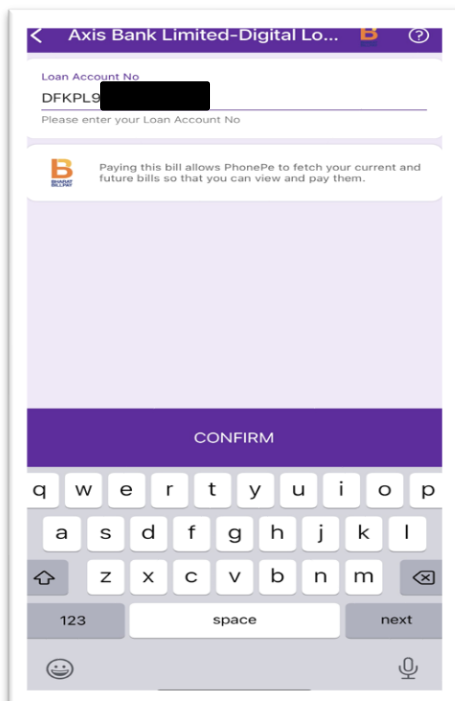 Axis Bank Limited-Digital Lo...
B
?
Loan Account No
DFKPL9
Please enter your Loan Account No
B
BHARAT
BILLPAY
Paying this bill allows PhonePe to fetch your current and
future bills so that you can view and pay them.
CONFIRM
q w e r t y u i o p
a s d f g h j k l
z x c v b n m
123 space next